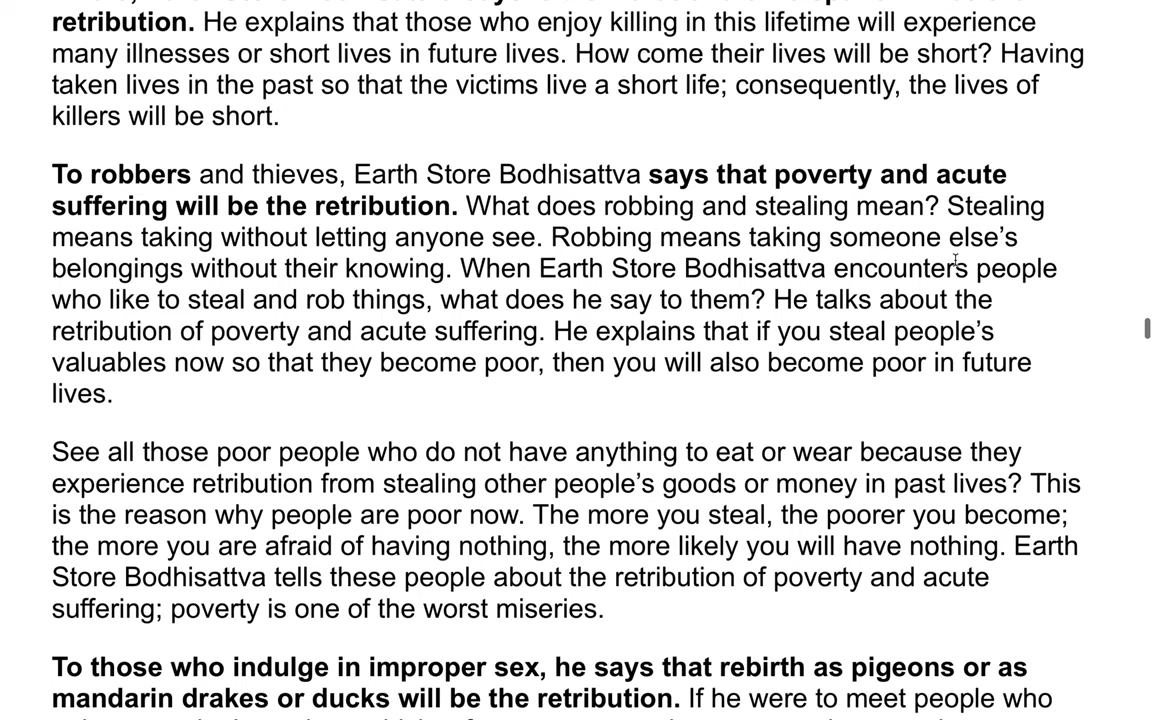 retribution. He explains that those who enjoy killing in this lifetime will experience
many illnesses or short lives in future lives. How come their lives will be short? Having
taken lives in the past so that the victims live a short life; consequently, the lives of
killers will be short.
To robbers and thieves, Earth Store Bodhisattva says that poverty and acute
suffering will be the retribution. What does robbing and stealing mean? Stealing
means taking without letting anyone see. Robbing means taking someone else’s
belongings without their knowing. When Earth Store Bodhisattva encounters people
who like to steal and rob things, what does he say to them? He talks about the
retribution of poverty and acute suffering. He explains that if you steal people’s
valuables now so that they become poor, then you will also become poor in future
lives.
See all those poor people who do not have anything to eat or wear because they
experience retribution from stealing other people’s goods or money in past lives? This
is the reason why people are poor now. The more you steal, the poorer you become;
the more you are afraid of having nothing, the more likely you will have nothing. Earth
Store Bodhisattva tells these people about the retribution of poverty and acute
suffering; poverty is one of the worst miseries.
To those who indulge in improper sex, he says that rebirth as pigeons or as
mandarin drakes or ducks will be the retribution. If he were to meet people who